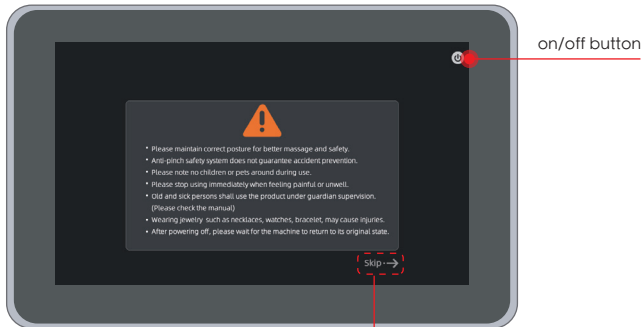 on/off button
• Please maintain correct posture for better massage and safety.
• Anti-pinch safety system does not guarantee accident prevention.
• Please note no children or pets around during use.
• Please stop using immediately when feeling painful or unwell.
• Old and sick persons shall use the product under guardian supervision.
(Please check the manual)
• Wearing jewelry such as necklaces, watches, bracelet, may cause injuries.
• After powering off, please wait for the machine to return to its original state.
Skip